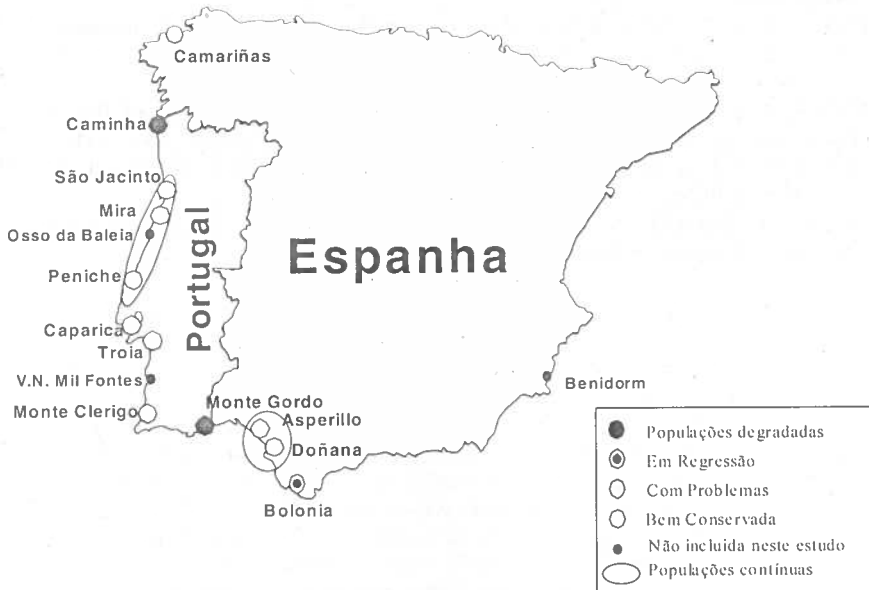 Camariñas
Caminha
São Jacinto
Mira
Osso da Baleia
Peniche
Caparica
Troia
V.N. Mil Fontes
Monte Clerigo
Portugal
Espanha
Monte Gordo
Asperillo
Doñana
Bolonia
Benidorm
Populações degradadas
Em Regressão
Com Problemas
Bem Conservada
Não incluida neste estudo
Populações contínuas